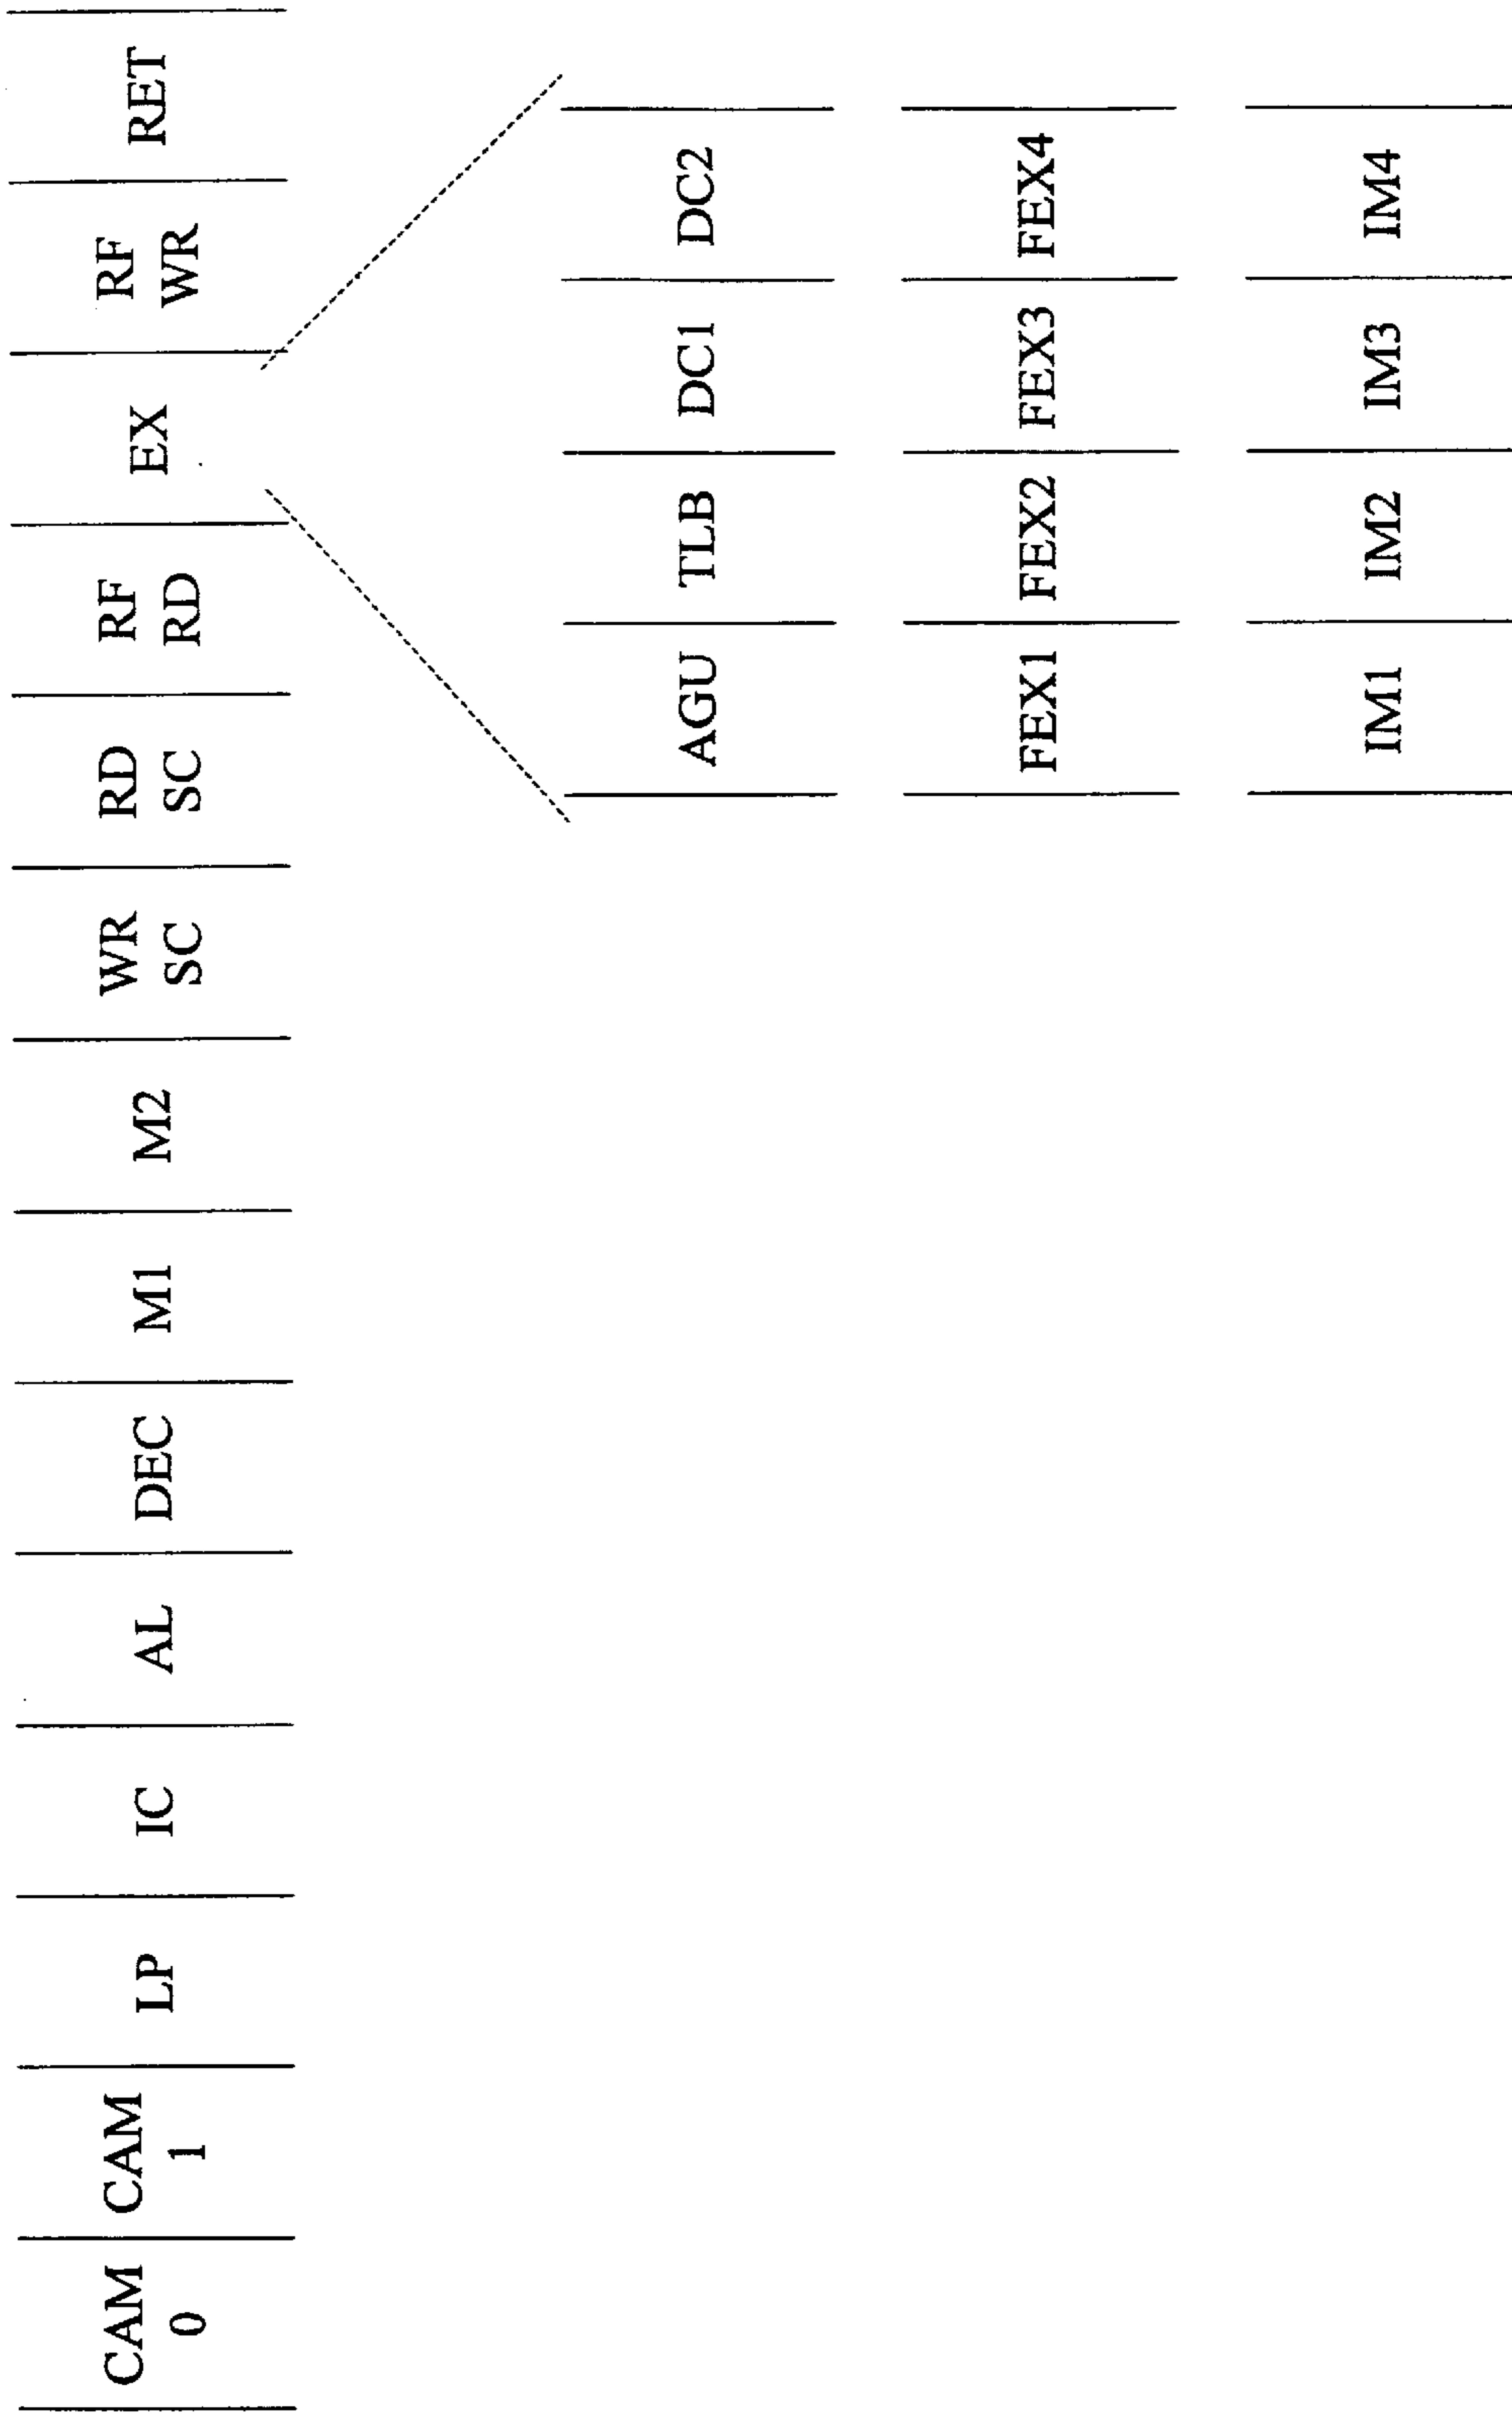 CAM 0
CAM 1
LP
IC
AL
DEC
M1
M2
WR SC
RD SC
RF RD
EX
RF WR
RET
AGU
TLB
DC1
DC2
FEX1
FEX2
FEX3
FEX4
IM1
IM2
IM3
IM4